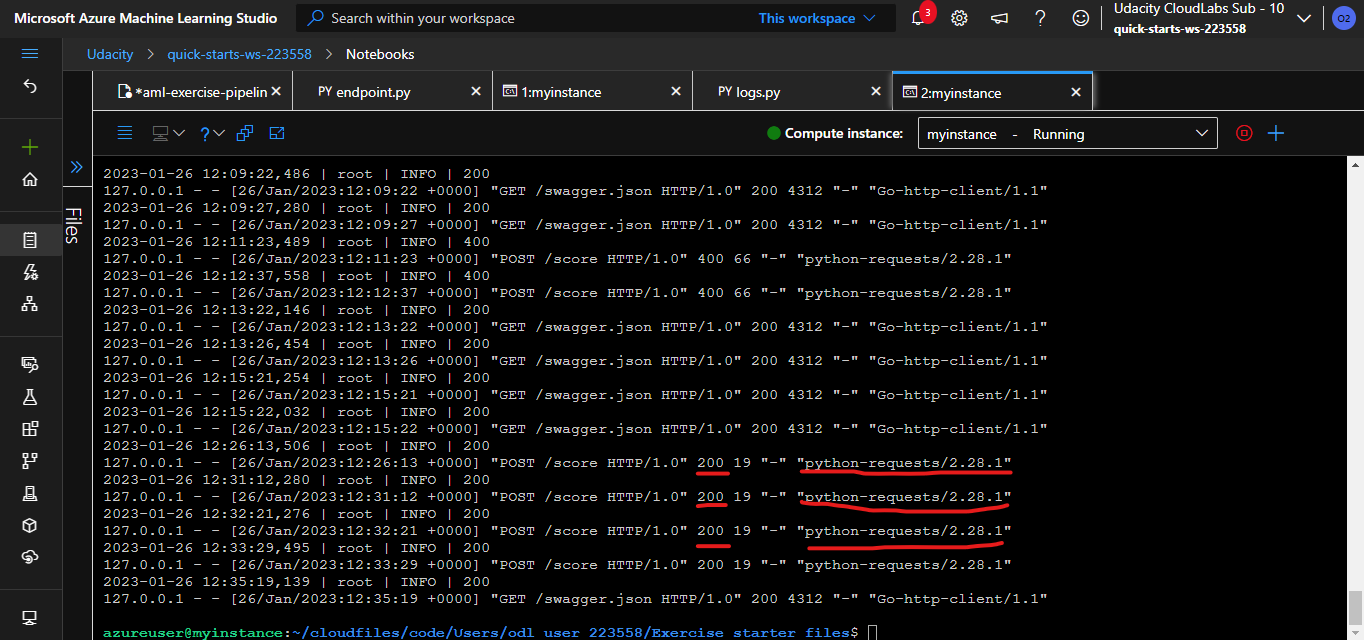 Microsoft Azure Machine Learning Studio
Search within your workspace
This workspace
3
Udacity CloudLabs Sub - 10
quick-starts-ws-223558
O2
Udacity > quick-starts-ws-223558 > Notebooks
*aml-exercise-pipelin
PY endpoint.py
1:myinstance
PY logs.py
2:myinstance
Compute instance:
myinstance - Running
Files
2023-01-26 12:09:22,486 | root | INFO | 200
127.0.0.1 - - [26/Jan/2023:12:09:22 +0000] "GET /swagger.json HTTP/1.0" 200 4312 "-" "Go-http-client/1.1"
2023-01-26 12:09:27,280 | root | INFO | 200
127.0.0.1 - - [26/Jan/2023:12:09:27 +0000] "GET /swagger.json HTTP/1.0" 200 4312 "-" "Go-http-client/1.1"
2023-01-26 12:11:23,489 | root | INFO | 400
127.0.0.1 - - [26/Jan/2023:12:11:23 +0000] "POST /score HTTP/1.0" 400 66 "-" "python-requests/2.28.1"
2023-01-26 12:12:37,558 | root | INFO | 400
127.0.0.1 - - [26/Jan/2023:12:12:37 +0000] "POST /score HTTP/1.0" 400 66 "-" "python-requests/2.28.1"
2023-01-26 12:13:22,146 | root | INFO | 200
127.0.0.1 - - [26/Jan/2023:12:13:22 +0000] "GET /swagger.json HTTP/1.0" 200 4312 "-" "Go-http-client/1.1"
2023-01-26 12:13:26,454 | root | INFO | 200
127.0.0.1 - - [26/Jan/2023:12:13:26 +0000] "GET /swagger.json HTTP/1.0" 200 4312 "-" "Go-http-client/1.1"
2023-01-26 12:15:21,254 | root | INFO | 200
127.0.0.1 - - [26/Jan/2023:12:15:21 +0000] "GET /swagger.json HTTP/1.0" 200 4312 "-" "Go-http-client/1.1"
2023-01-26 12:15:22,032 | root | INFO | 200
127.0.0.1 - - [26/Jan/2023:12:15:22 +0000] "GET /swagger.json HTTP/1.0" 200 4312 "-" "Go-http-client/1.1"
2023-01-26 12:26:13,506 | root | INFO | 200
127.0.0.1 - - [26/Jan/2023:12:26:13 +0000] "POST /score HTTP/1.0" 200 19 "-" "python-requests/2.28.1"
2023-01-26 12:31:12,280 | root | INFO | 200
127.0.0.1 - - [26/Jan/2023:12:31:12 +0000] "POST /score HTTP/1.0" 200 19 "-" "python-requests/2.28.1"
2023-01-26 12:32:21,276 | root | INFO | 200
127.0.0.1 - - [26/Jan/2023:12:32:21 +0000] "POST /score HTTP/1.0" 200 19 "-" "python-requests/2.28.1"
2023-01-26 12:33:29,495 | root | INFO | 200
127.0.0.1 - - [26/Jan/2023:12:33:29 +0000] "POST /score HTTP/1.0" 200 19 "-" "python-requests/2.28.1"
2023-01-26 12:35:19,139 | root | INFO | 200
127.0.0.1 - - [26/Jan/2023:12:35:19 +0000] "GET /swagger.json HTTP/1.0" 200 4312 "-" "Go-http-client/1.1"
azureuser@myinstance:~/cloudfiles/code/Users/odl_user_223558/Exercise_starter_files$